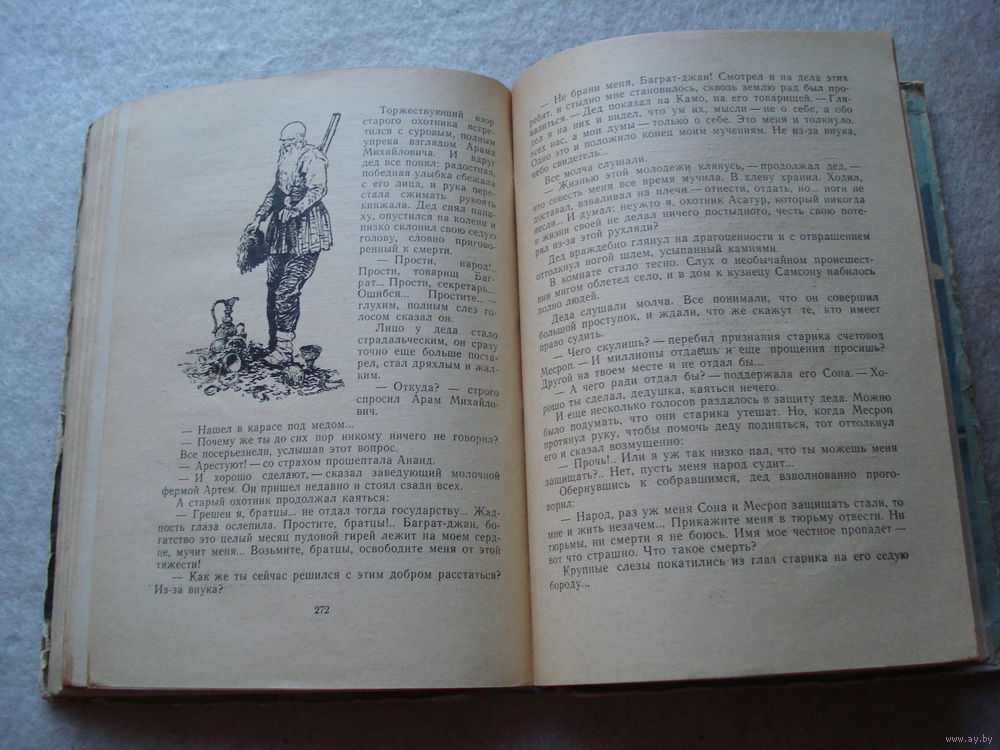 Торжествующий взор
старого охотника встре-
тился с суровым, полным
упрека взглядом Арама
Михайловича. И вдруг
дед все понял: радостная,
победная улыбка сбежала
с его лица, и рука пере-
стала сжимать рукоять
кинжала. Дед снял папа-
ху, опустился на колени и
низко склонил свою седую
голову, словно пригово-
ренный к смерти.
— Прости, народ!..
Прости, товарищ Баг-
рат... Прости, секретарь...
Ошибся... Простите...—
глухим, полным слез го-
лосом сказал он.
Лицо у деда стало
страдальческим, он сразу
точно еще больше поста-
рел, стал дряхлым и жал-
ким.
— Откуда? — строго
спросил Арам Михайло-
вич.
— Нашел в карасе под медом...
— Почему же ты до сих пор никому ничего не говорил?
Все посерьезнели, услышав этот вопрос.
— Арестуют! — со страхом прошептала Ананд.
— И хорошо сделают,— сказал заведующий молочной
фермой Артем. Он пришел недавно и стоял сзади всех.
А старый охотник продолжал каяться:
— Грешен я, братцы... не отдал тогда государству... Жад-
ность глаза ослепила. Простите, братцы!.. Баграт-джан, бо-
гатство это целый месяц пудовой гирей лежит на моем серд-
це, мучит меня... Возьмите, братцы, освободите меня от этой
тяжести!
— Как же ты сейчас решился с этим добром расстаться?
Из-за внука?
272
— Не брани меня, Баграт-джан! Смотрел я на дела этих
ребят, и стыдно мне становилось, сквозь землю рад был про-
валиться.— Дед показал на Камо, на его товарищей.— Гля-
дел я на них и видел, что ум их, мысли — не о себе, а обо
всех нас, а мои думы — только о себе. Это меня и толкнуло.
Одно это и положило конец моим мучениям. Не из-за внука,
небо свидетель...
Все молча слушали.
— Жизнью этой молодежи клянусь,— продолжал дед,—
что совесть меня все время мучила. В хлеву хранил. Ходил,
доставал, взваливал на плечи — отнести, отдать, но... ноги не
несли... И думал: неужто я, охотник Асатур, который никогда
в жизни своей не делал ничего постыдного, честь свою поте-
рял из-за этой рухляди?
Дед враждебно глянул на драгоценности и с отвращением
оттолкнул ногой шлем, усыпанный камнями.
В комнате стало тесно. Слух о необычайном происшест-
вии мигом облетел село, и в дом к кузнецу Самсону набилось
полно людей.
Деда слушали молча. Все понимали, что он совершил
большой проступок, и ждали, что же скажут те, кто имеет
право судить.
— Чего скулишь? — перебил признания старика счетовод
Месроп.— И миллионы отдаешь и еще прощения просишь?
Другой на твоем месте и не отдал бы...
— А чего ради отдал бы? — поддержала его Сона.— Хо-
рошо ты сделал, дедушка, каяться нечего.
И еще несколько голосов раздалось в защиту деда. Можно
было подумать, что они старика утешат. Но, когда Месроп
протянул руку, чтобы помочь деду подняться, тот оттолкнул
ее и сказал возмущенно:
— Прочь!.. Или я уж так низко пал, что ты можешь меня
защищать?.. Нет, пусть меня народ судит...
Обернувшись к собравшимся, дед взволнованно прого-
ворил:
— Народ, раз уж меня Сона и Месроп защищать стали, то
мне и жить незачем... Прикажите меня в тюрьму отвести. Ни
тюрьмы, ни смерти я не боюсь. Имя мое честное пропадет —
вот что страшно. Что такое смерть?
Крупные слезы покатились из глаз старика на его седую
бороду...
www.ay.by